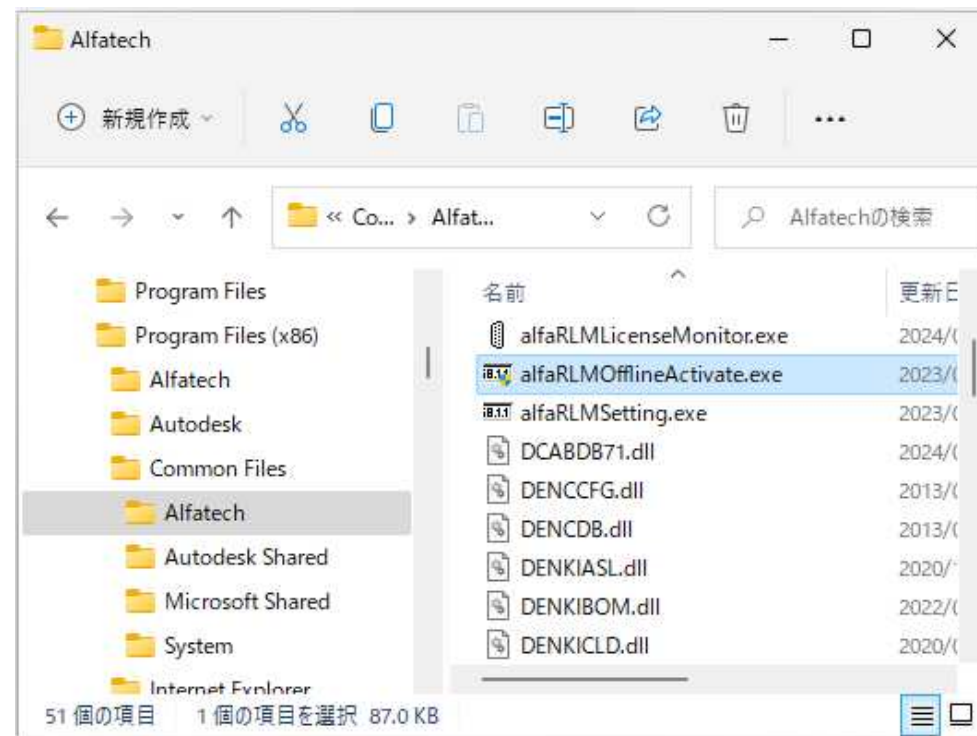 Alfatech
新規作成
« Co... › Alfat...
Alfatechの検索
Program Files
Program Files (x86)
Alfatech
Autodesk
Common Files
Alfatech
Autodesk Shared
Microsoft Shared
System
Internet Explorer
名前 更新日
alfaRLMLicenseMonitor.exe 2024/
alfaRLMOfflineActivate.exe 2023/
alfaRLMSetting.exe 2023/
DCABDB71.dll 2024/
DENCCFG.dll 2013/
DENCDB.dll 2013/
DENKIASL.dll 2020/
DENKIBOM.dll 2022/
DENKICLD.dll 2020/
51 個の項目 1 個の項目を選択 87.0 KB